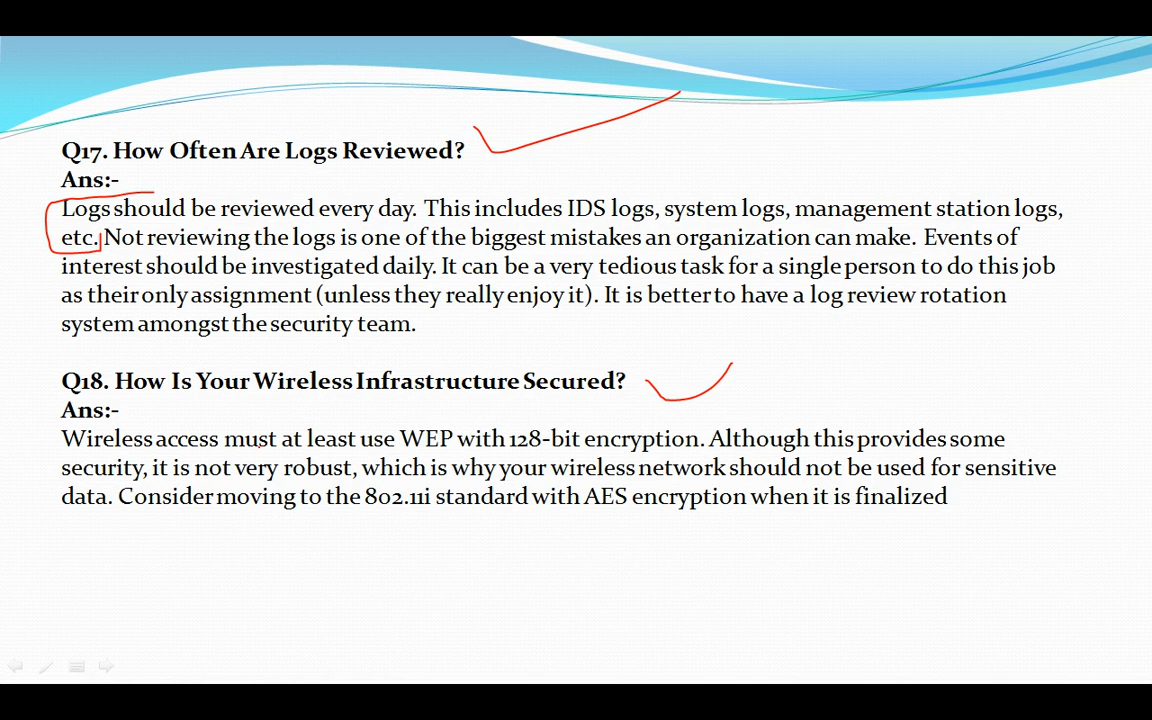 Q17. How Often Are Logs Reviewed?
Ans:-
Logs should be reviewed every day. This includes IDS logs, system logs, management station logs,
etc. Not reviewing the logs is one of the biggest mistakes an organization can make. Events of
interest should be investigated daily. It can be a very tedious task for a single person to do this job
as their only assignment (unless they really enjoy it). It is better to have a log review rotation
system amongst the security team.
Q18. How Is Your Wireless Infrastructure Secured?
Ans:-
Wireless access must at least use WEP with 128-bit encryption. Although this provides some
security, it is not very robust, which is why your wireless network should not be used for sensitive
data. Consider moving to the 802.11i standard with AES encryption when it is finalized